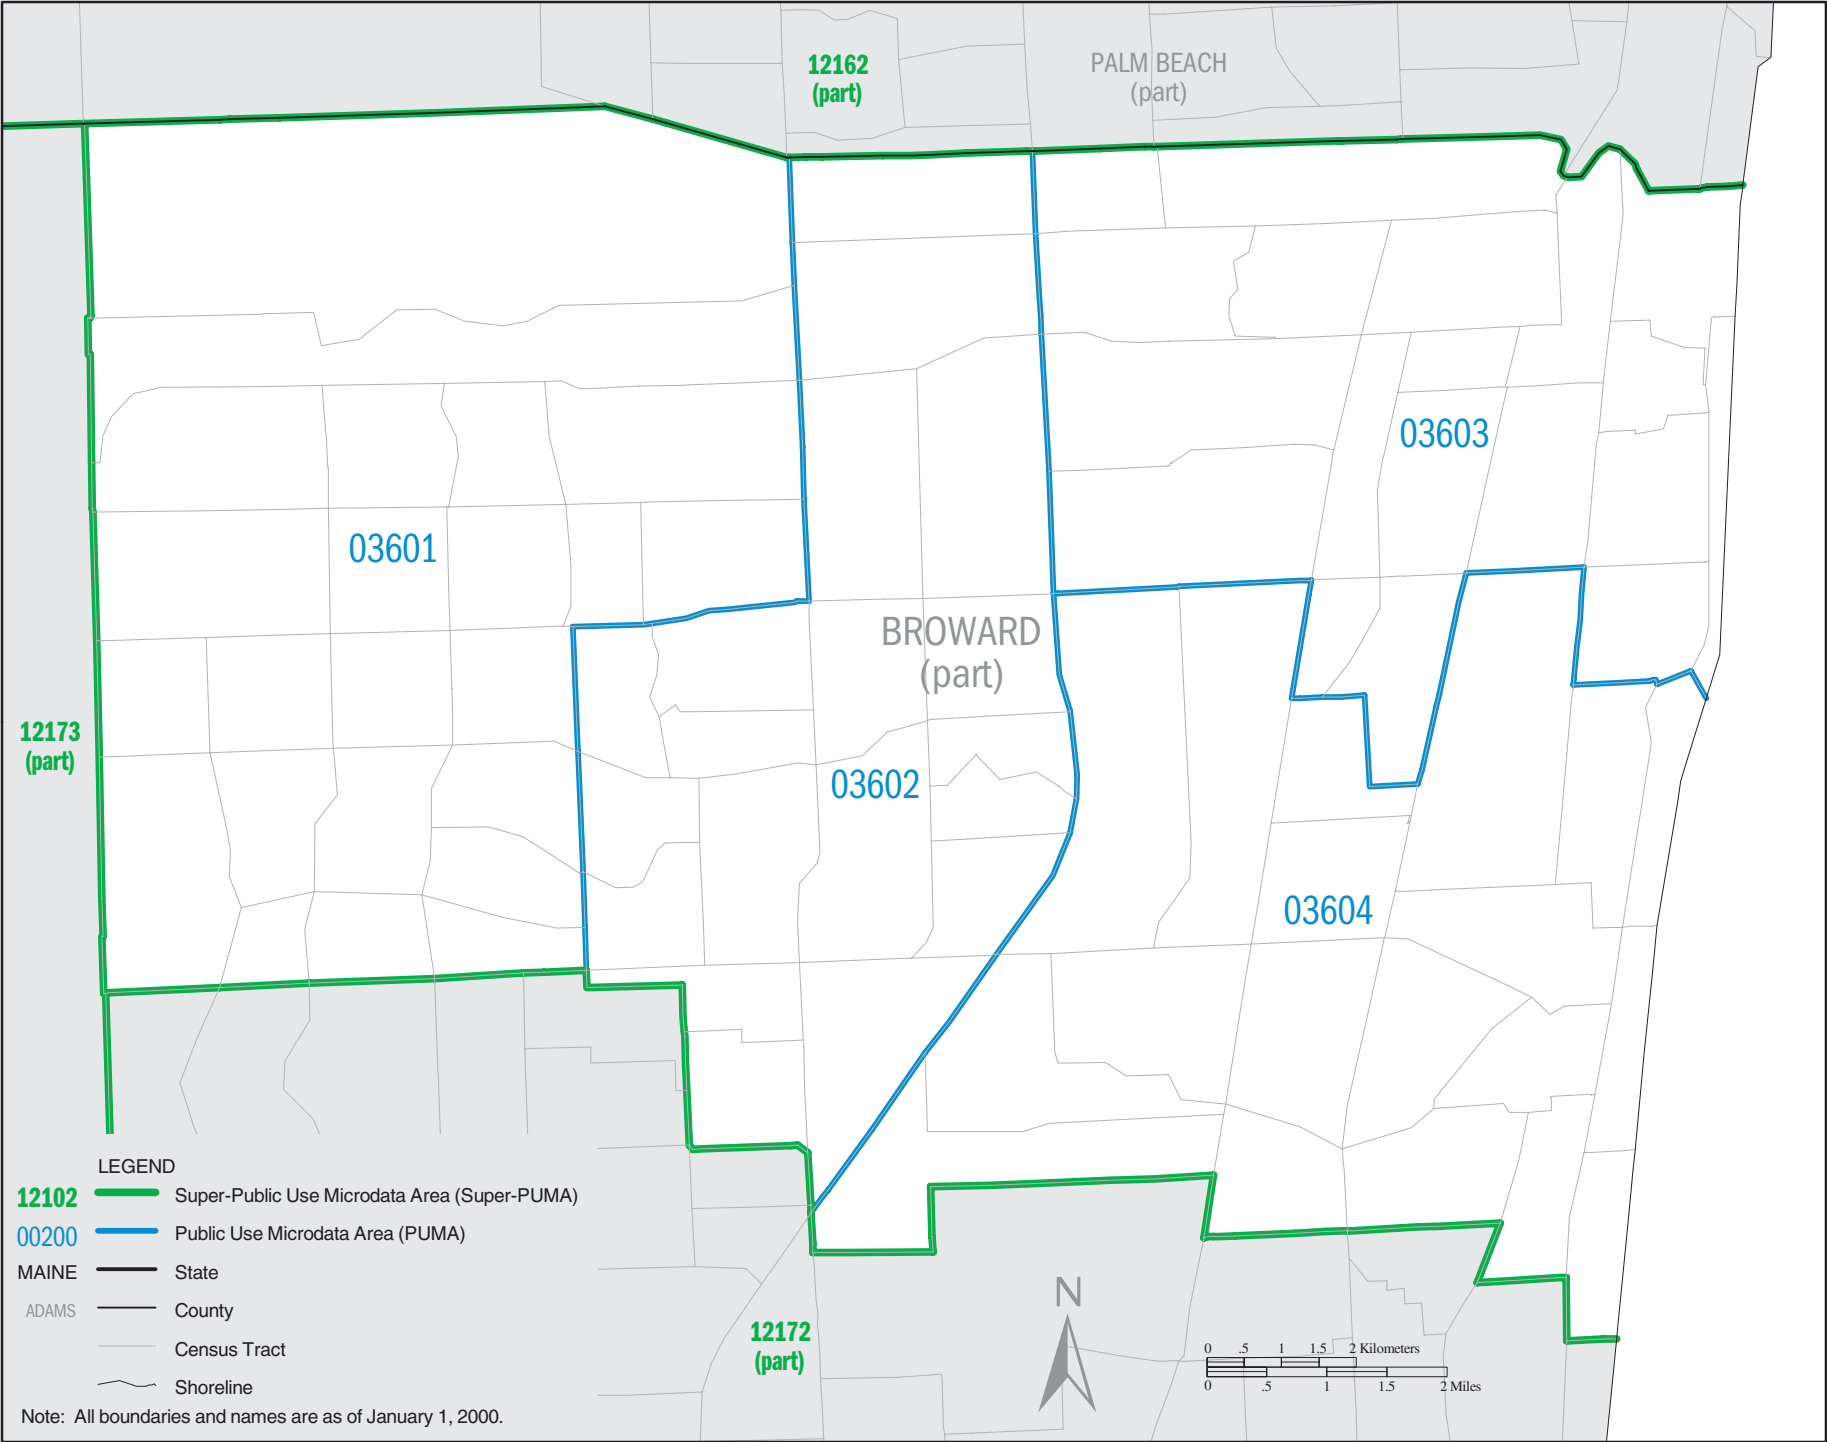 12162
(part)
PALM BEACH
(part)
03603
03601
BROWARD
(part)
12173
(part)
03602
03604
LEGEND
12102 Super-Public Use Microdata Area (Super-PUMA)
00200 Public Use Microdata Area (PUMA)
MAINE State
ADAMS County
Census Tract
Shoreline
Note: All boundaries and names are as of January 1, 2000.
12172
(part)
N
0 .5 1 1.5 2 Kilometers
0 .5 1 1.5 2 Miles